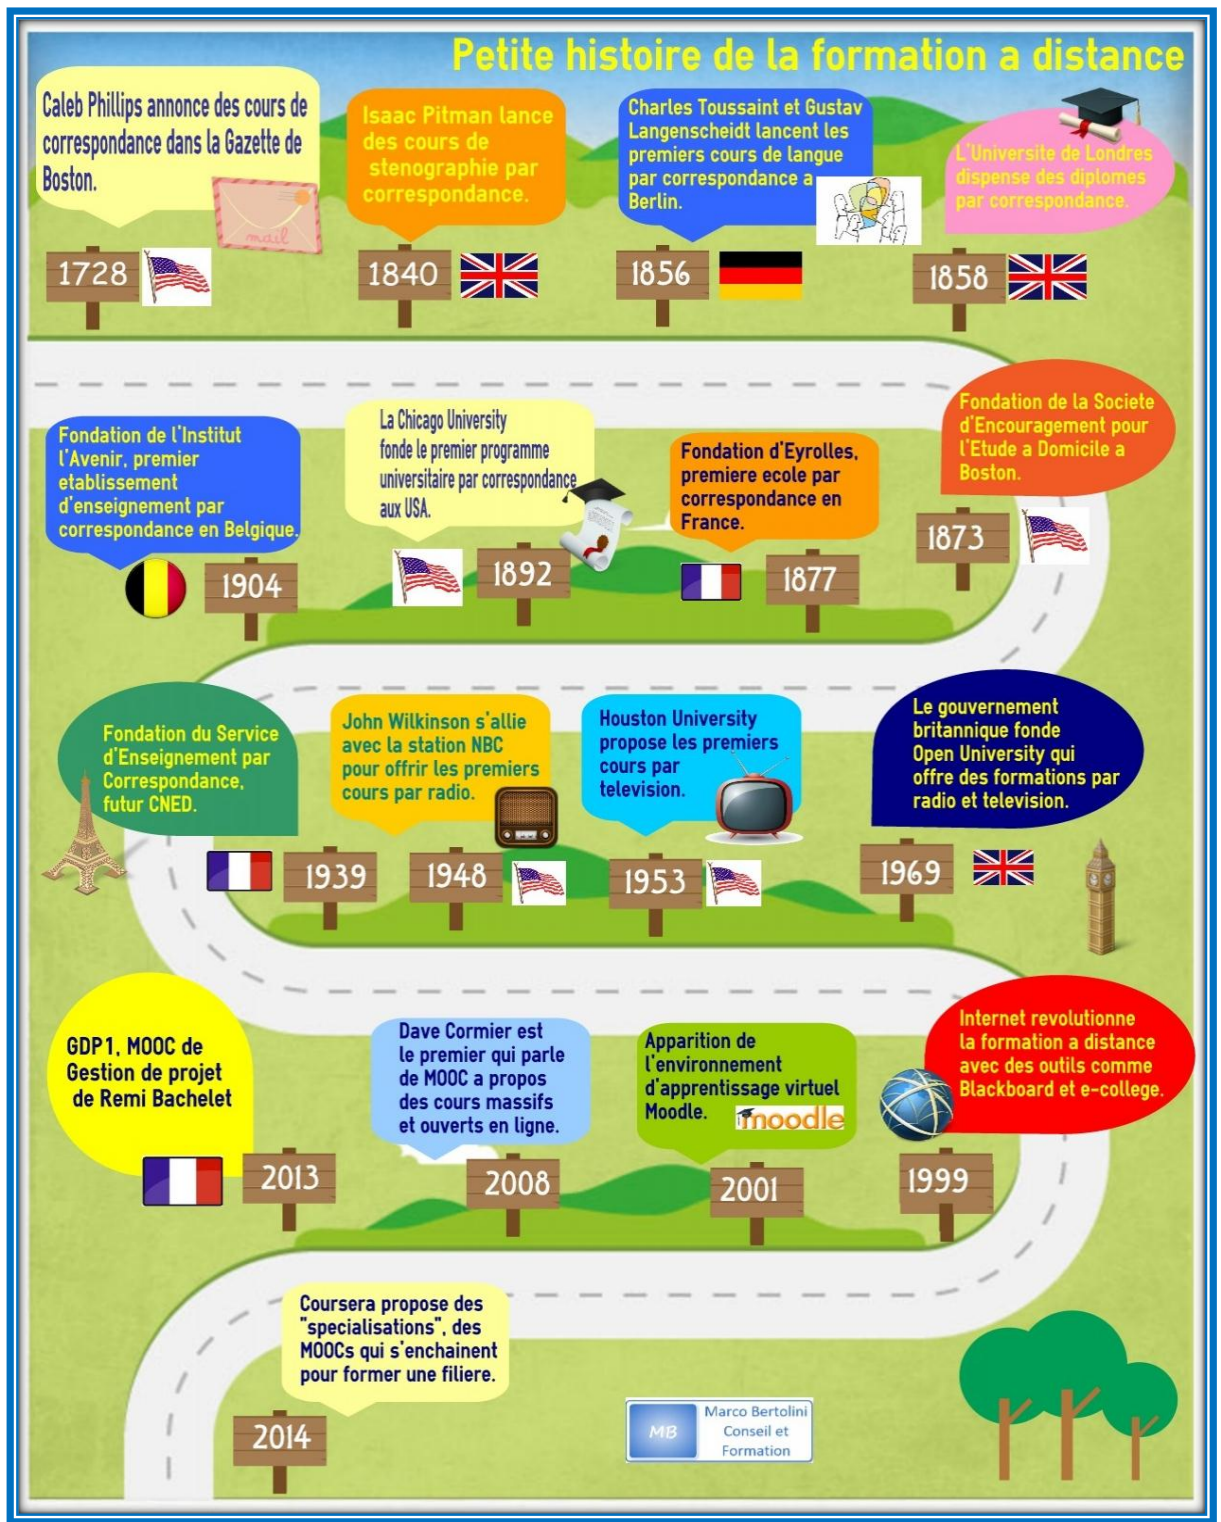 Petite histoire de la formation a distance
Caleb Phillips annonce des cours de
correspondance dans la Gazette de
Boston.
mail
1728
Isaac Pitman lance
des cours de
stenographie par
correspondance.
1840
Charles Toussaint et Gustav
Langenscheidt lancent les
premiers cours de langue
par correspondance a
Berlin.
1856
L'Universite de Londres
dispense des diplomes
par correspondance.
1858
Fondation de la Societe
d'Encouragement pour
l'Etude a Domicile a
Boston.
1873
Fondation d'Eyrolles,
premiere ecole par
correspondance en
France.
1877
La Chicago University
fonde le premier programme
universitaire par correspondance
aux USA.
1892
Fondation de l'Institut
l'Avenir, premier
etablissement
d'enseignement par
correspondance en Belgique.
1904
Fondation du Service
d'Enseignement par
Correspondance,
futur CNED.
1939
John Wilkinson s'allie
avec la station NBC
pour offrir les premiers
cours par radio.
1948
Houston University
propose les premiers
cours par
television.
1953
Le gouvernement
britannique fonde
Open University qui
offre des formations par
radio et television.
1969
Internet revolutionne
la formation a distance
avec des outils comme
Blackboard et e-college.
1999
Apparition de
l'environnement
d'apprentissage virtuel
Moodle.
moodle
2001
Dave Cormier est
le premier qui parle
de MOOC a propos
des cours massifs
et ouverts en ligne.
2008
GDP1, MOOC de
Gestion de projet
de Remi Bachelet
2013
Coursera propose des
"specialisations", des
MOOCs qui s'enchainent
pour former une filiere.
2014
MB
Marco Bertolini
Conseil et
Formation